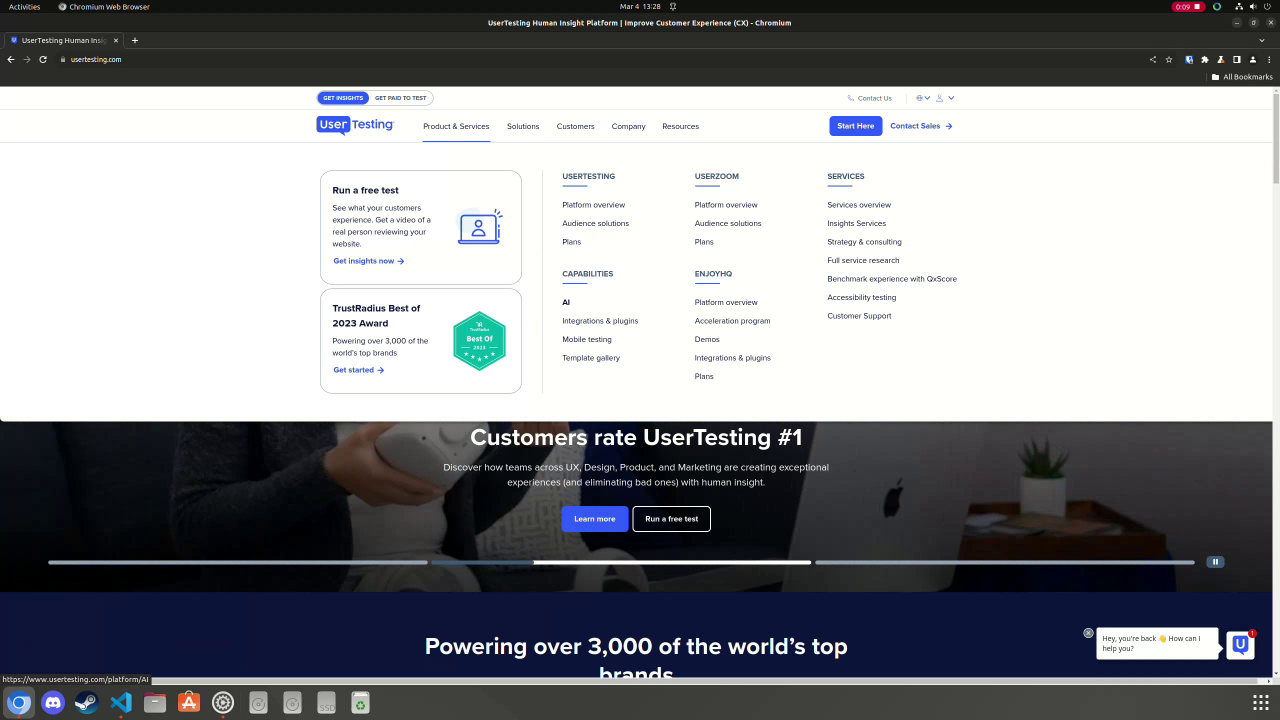 Activities
Chromium Web Browser
Mar 4 13:28
0:09
UserTesting Human Insight Platform | Improve Customer Experience (CX) - Chromium
UserTesting Human Insig
usertesting.com
All Bookmarks
GET INSIGHTS
GET PAID TO TEST
Contact Us
UserTesting
Product & Services
Solutions
Customers
Company
Resources
Start Here
Contact Sales
Run a free test
See what your customers
experience. Get a video of a
real person reviewing your
website.
Get insights now
TrustRadius Best of
2023 Award
Powering over 3,000 of the
world's top brands
Get started
TrustRadius
Best Of
2023
USERTESTING
Platform overview
Audience solutions
Plans
CAPABILITIES
AI
Integrations & plugins
Mobile testing
Template gallery
USERZOOM
Platform overview
Audience solutions
Plans
ENJOYHQ
Platform overview
Acceleration program
Demos
Integrations & plugins
Plans
SERVICES
Services overview
Insights Services
Strategy & consulting
Full service research
Benchmark experience with QxScore
Accessibility testing
Customer Support
Customers rate UserTesting #1
Discover how teams across UX, Design, Product, and Marketing are creating exceptional
experiences (and eliminating bad ones) with human insight.
Learn more
Run a free test
Powering over 3,000 of the world's top
brands
Hey, you're back 👋 How can I
help you?
1
https://www.usertesting.com/platform/AI
SSD